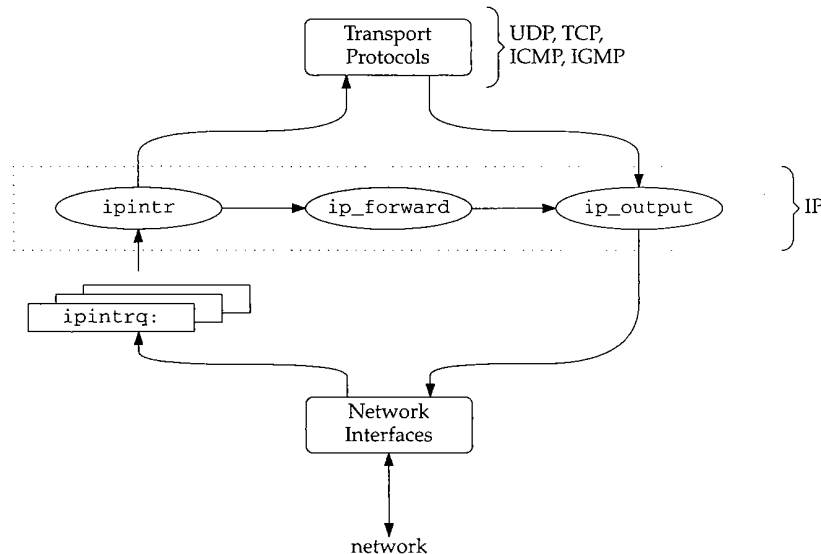 Transport
Protocols
UDP, TCP,
ICMP, IGMP
ipintr
ip_forward
ip_output
IP
ipintrq:
Network
Interfaces
network